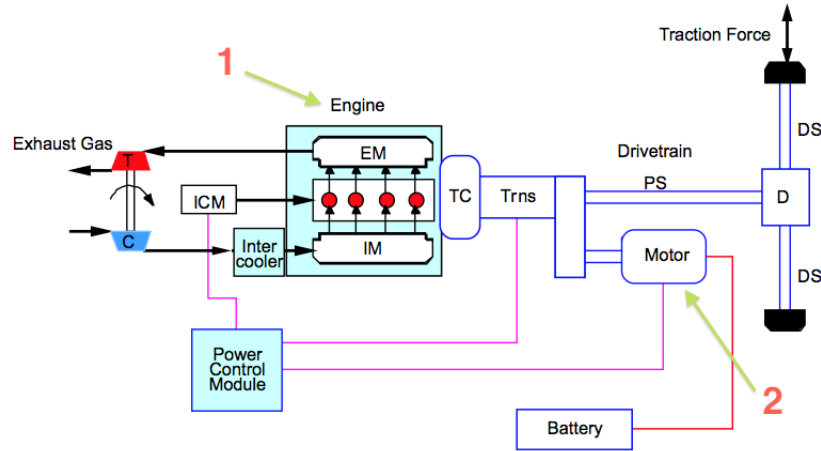 1
Traction Force
Engine
Exhaust Gas
T
EM
DS
Drivetrain
TC
Trns
PS
D
ICM
C
Inter
cooler
IM
Motor
DS
Power
Control
Module
2
Battery